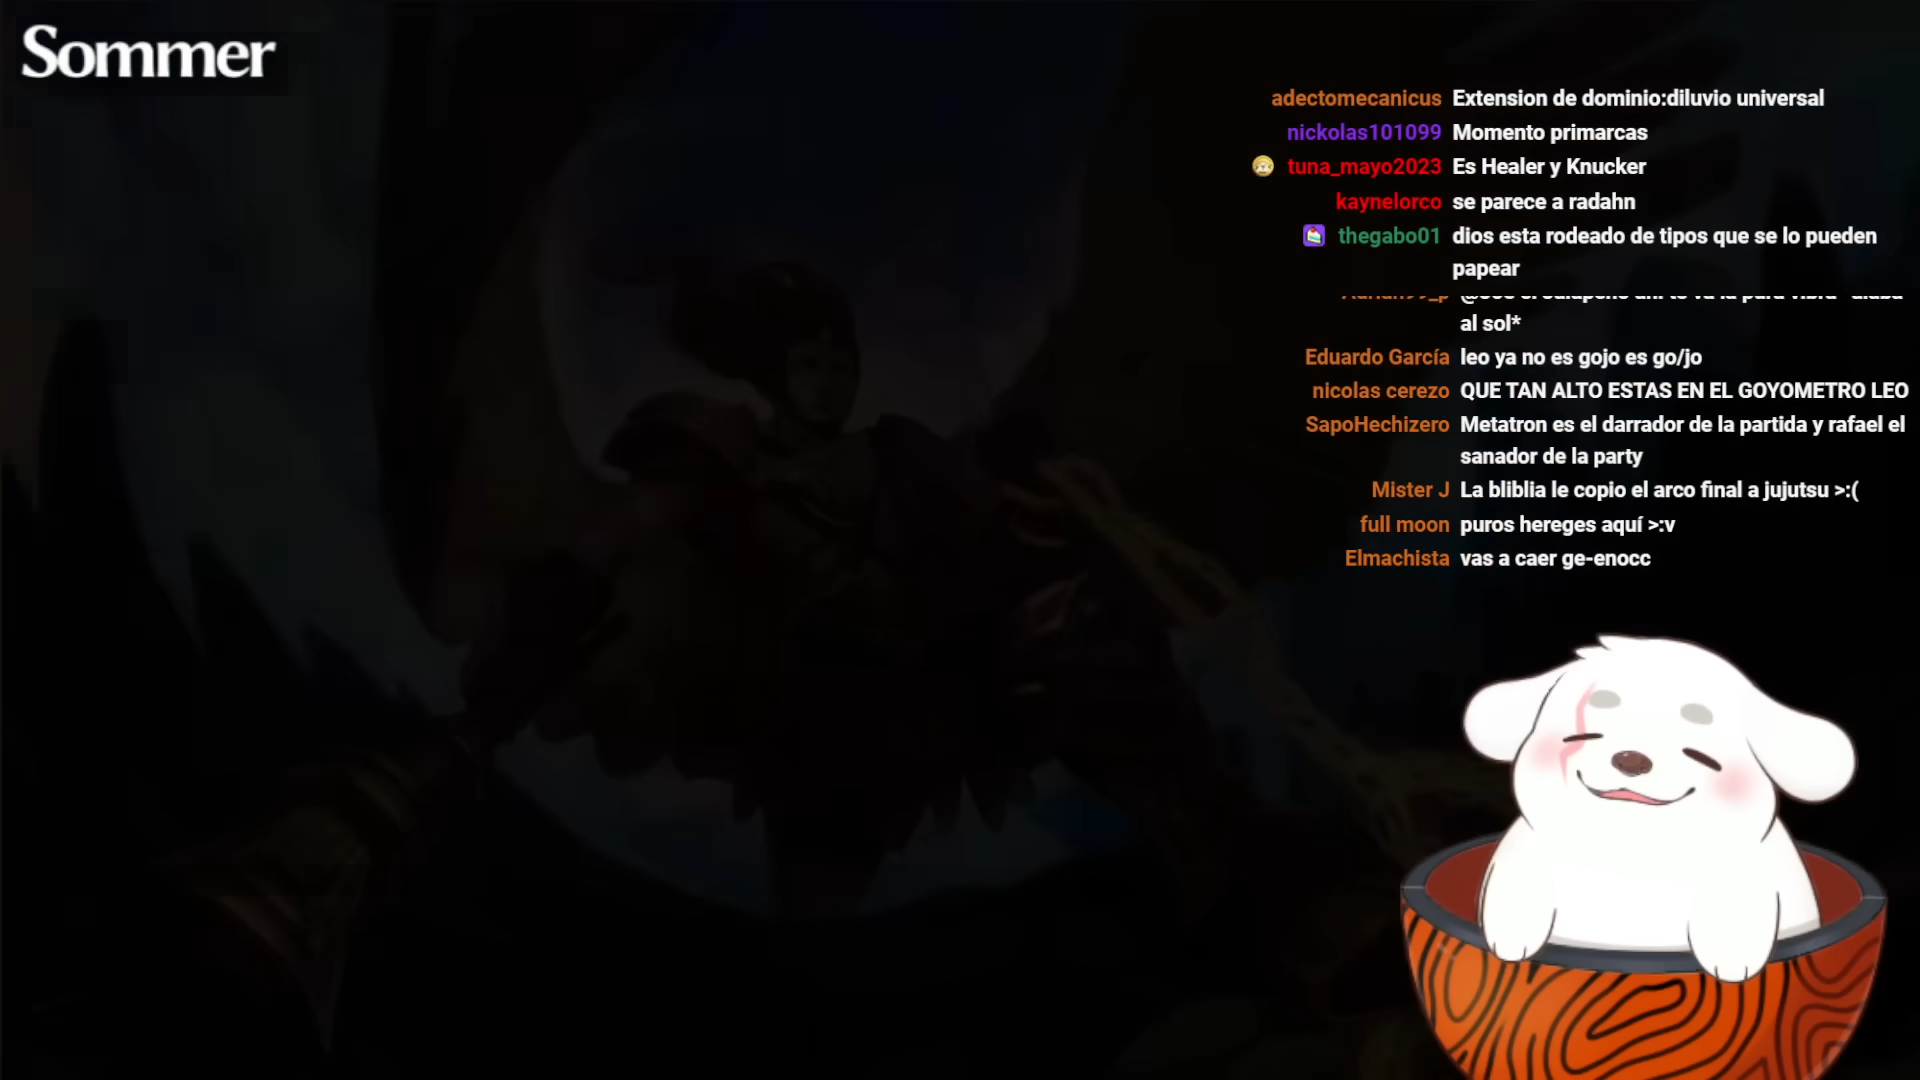 Sommer
adectomecanicus Extension de dominio:diluvio universal
nickolas101099 Momento primarcas
tuna_mayo2023 Es Healer y Knucker
kaynelorco se parece a radahn
thegabo01 dios esta rodeado de tipos que se lo pueden
papear
al sol*
Eduardo García leo ya no es gojo es go/jo
nicolas cerezo QUE TAN ALTO ESTAS EN EL GOYOMETRO LEO
SapoHechizero Metatron es el darrador de la partida y rafael el
sanador de la party
Mister J La bliblia le copio el arco final a jujutsu >:(
full moon puros hereges aquí >:v
Elmachista vas a caer ge-enocc